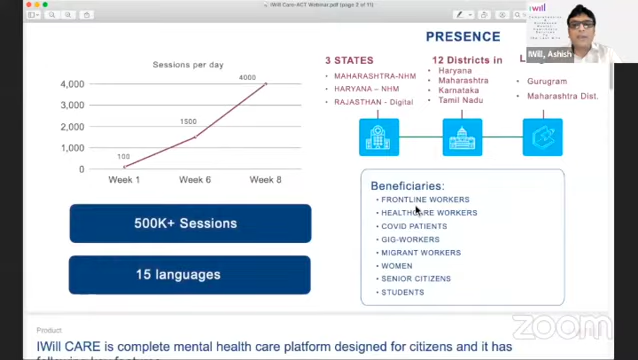 IWill Care-ACT Webinar.pdf (page 2 of 11)
IWill, Ashish
PRESENCE
Sessions per day
4,000
3,000
2,000
1,000
0
100
1500
4000
Week 1
Week 6
Week 8
500K+ Sessions
15 languages
3 STATES
MAHARASHTRA-NHM
HARYANA – NHM
RAJASTHAN - Digital
12 Districts in
Haryana
Maharashtra
Karnataka
Tamil Nadu
Gurugram
Maharashtra Dist.
Beneficiaries:
• FRONTLINE WORKERS
• HEALTHCARE WORKERS
• COVID PATIENTS
• GIG-WORKERS
• MIGRANT WORKERS
• WOMEN
• SENIOR CITIZENS
• STUDENTS
zoom
Product
IWill CARE is complete mental health care platform designed for citizens and it has
following key features